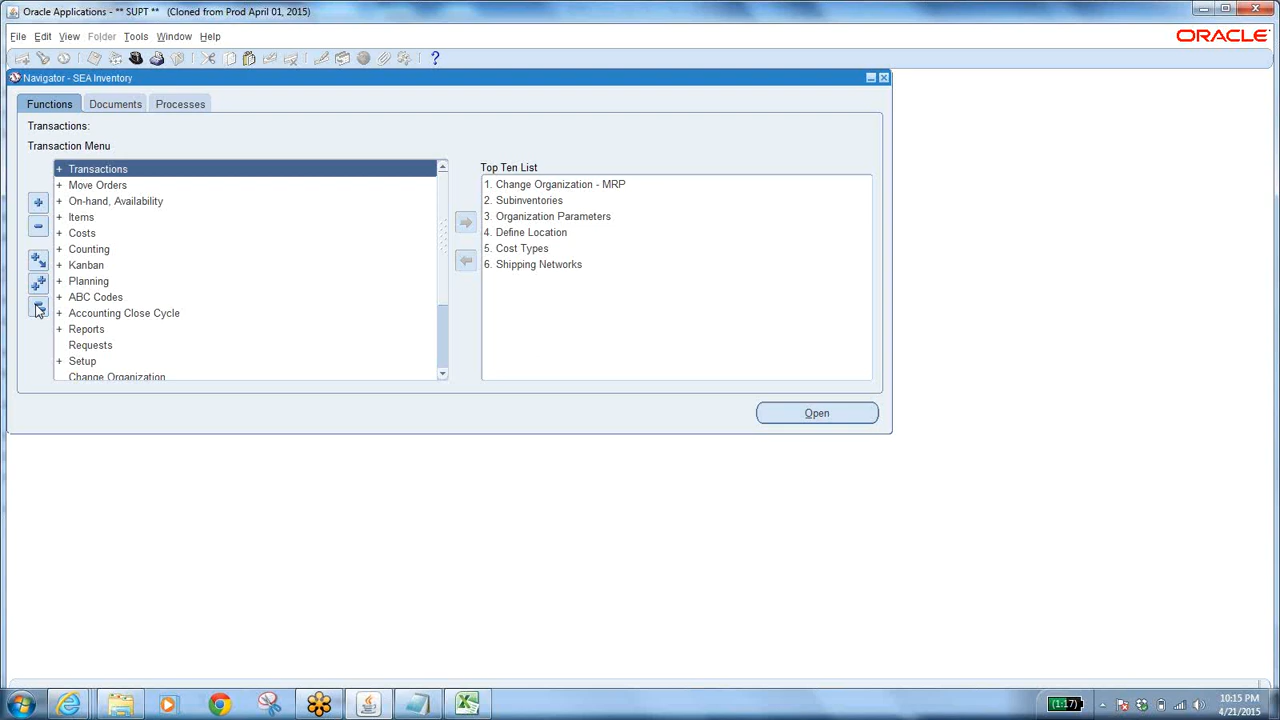 Oracle Applications - ** SUPT ** (Cloned from Prod April 01, 2015)
File Edit View Folder Tools Window Help
ORACLE
Navigator - SEA Inventory
Functions Documents Processes
Transactions:
Transaction Menu
+ Transactions
+ Move Orders
+ On-hand, Availability
+ Items
+ Costs
+ Counting
+ Kanban
+ Planning
+ ABC Codes
+ Accounting Close Cycle
+ Reports
Requests
+ Setup
Change Organization
Top Ten List
1. Change Organization - MRP
2. Subinventories
3. Organization Parameters
4. Define Location
5. Cost Types
6. Shipping Networks
Open
(1:17)
10:15 PM
4/21/2015